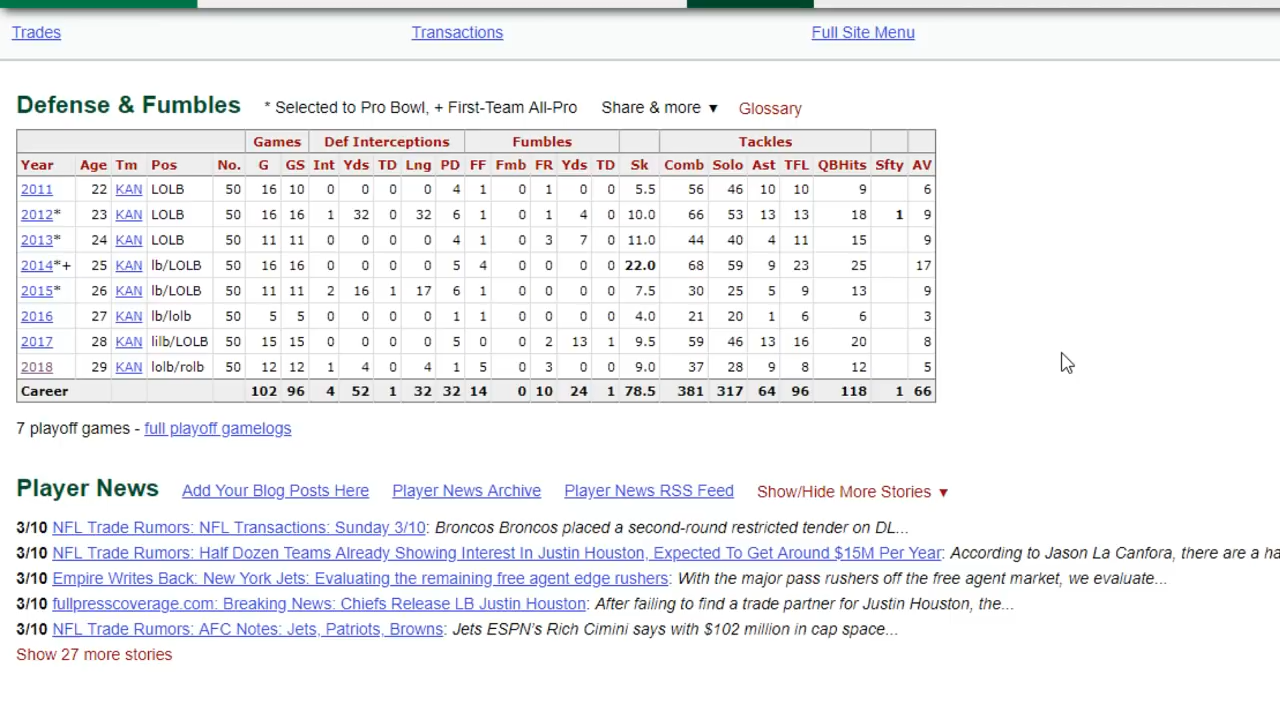 Trades Transactions Full Site Menu
Defense & Fumbles * Selected to Pro Bowl, + First-Team All-Pro Share & more ▼ Glossary
Games Def Interceptions Fumbles Tackles
Year Age Tm Pos No. G GS Int Yds TD Lng PD FF Fmb FR Yds TD Sk Comb Solo Ast TFL QBHits Sfty AV
2011 22 KAN LOLB 50 16 10 0 0 0 0 4 1 0 1 0 0 5.5 56 46 10 10 9 6
2012* 23 KAN LOLB 50 16 16 1 32 0 32 6 1 0 1 4 0 10.0 66 53 13 13 18 1 9
2013* 24 KAN LOLB 50 11 11 0 0 0 0 4 1 0 3 7 0 11.0 44 40 4 11 15 9
2014*+ 25 KAN lb/LOLB 50 16 16 0 0 0 0 5 4 0 0 0 0 22.0 68 59 9 23 25 17
2015* 26 KAN lb/LOLB 50 11 11 2 16 1 17 6 1 0 0 0 0 7.5 30 25 5 9 13 9
2016 27 KAN lb/lolb 50 5 5 0 0 0 0 1 1 0 0 0 0 4.0 21 20 1 6 6 3
2017 28 KAN lilb/LOLB 50 15 15 0 0 0 0 5 0 0 2 13 1 9.5 59 46 13 16 20 8
2018 29 KAN lolb/rolb 50 12 12 1 4 0 4 1 5 0 3 0 0 9.0 37 28 9 8 12 5
Career 102 96 4 52 1 32 32 14 0 10 24 1 78.5 381 317 64 96 118 1 66
7 playoff games - full playoff gamelogs
Player News Add Your Blog Posts Here Player News Archive Player News RSS Feed Show/Hide More Stories ▼
3/10 NFL Trade Rumors: NFL Transactions: Sunday 3/10: Broncos Broncos placed a second-round restricted tender on DL...
3/10 NFL Trade Rumors: Half Dozen Teams Already Showing Interest In Justin Houston, Expected To Get Around $15M Per Year: According to Jason La Canfora, there are a ha
3/10 Empire Writes Back: New York Jets: Evaluating the remaining free agent edge rushers: With the major pass rushers off the free agent market, we evaluate...
3/10 fullpresscoverage.com: Breaking News: Chiefs Release LB Justin Houston: After failing to find a trade partner for Justin Houston, the...
3/10 NFL Trade Rumors: AFC Notes: Jets, Patriots, Browns: Jets ESPN's Rich Cimini says with $102 million in cap space...
Show 27 more stories